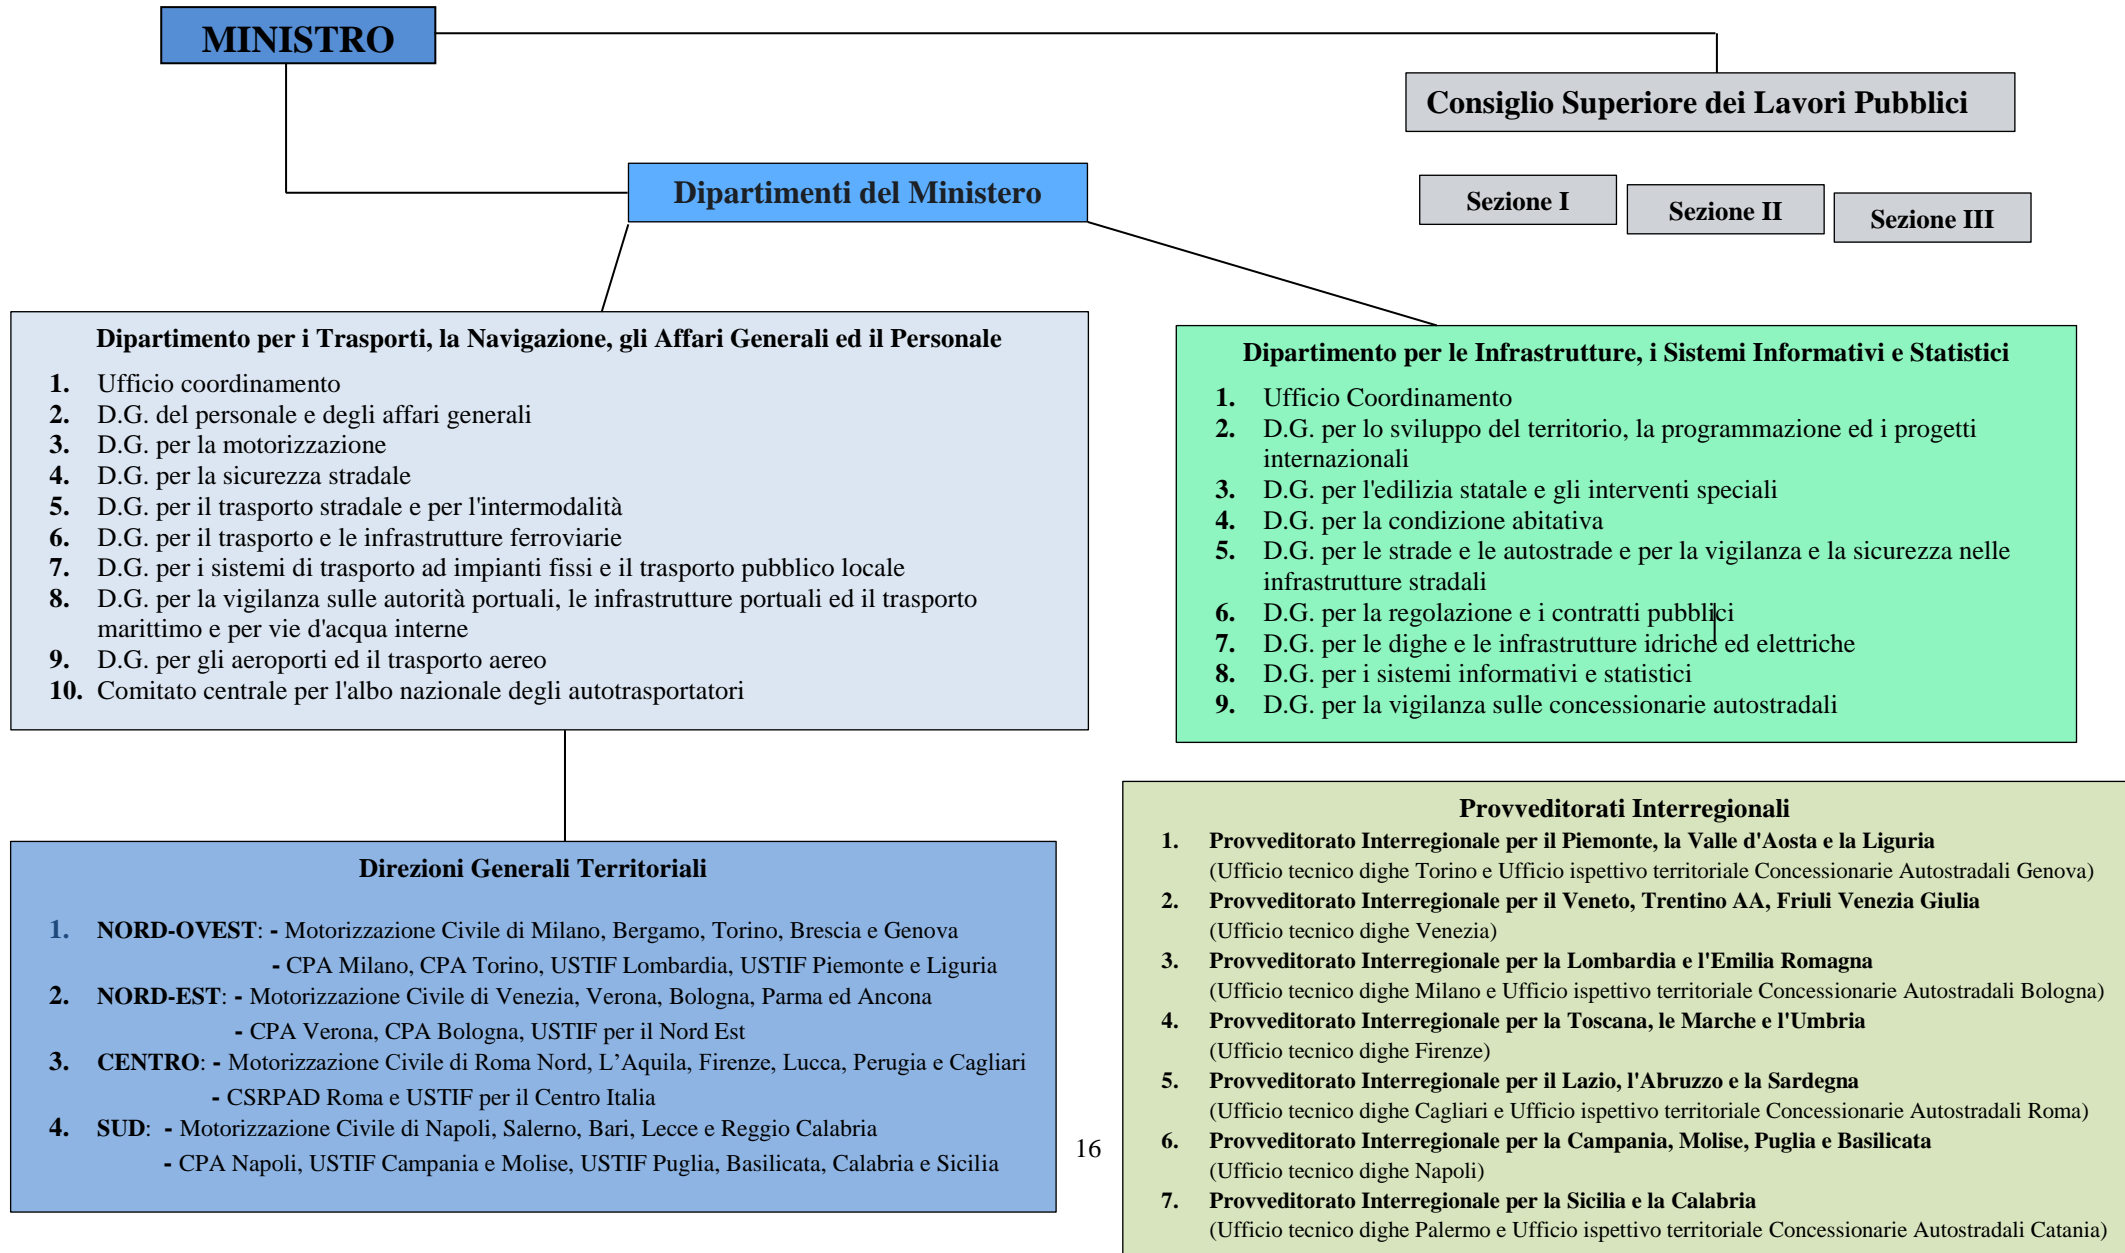 MINISTRO
Consiglio Superiore dei Lavori Pubblici
Dipartimenti del Ministero
Sezione I
Sezione II
Sezione III
Dipartimento per i Trasporti, la Navigazione, gli Affari Generali ed il Personale
1. Ufficio coordinamento
2. D.G. del personale e degli affari generali
3. D.G. per la motorizzazione
4. D.G. per la sicurezza stradale
5. D.G. per il trasporto stradale e per l'intermodalità
6. D.G. per il trasporto e le infrastrutture ferroviarie
7. D.G. per i sistemi di trasporto ad impianti fissi e il trasporto pubblico locale
8. D.G. per la vigilanza sulle autorità portuali, le infrastrutture portuali ed il trasporto
marittimo e per vie d'acqua interne
9. D.G. per gli aeroporti ed il trasporto aereo
10. Comitato centrale per l'albo nazionale degli autotrasportatori
Dipartimento per le Infrastrutture, i Sistemi Informativi e Statistici
1. Ufficio Coordinamento
2. D.G. per lo sviluppo del territorio, la programmazione ed i progetti
internazionali
3. D.G. per l'edilizia statale e gli interventi speciali
4. D.G. per la condizione abitativa
5. D.G. per le strade e le autostrade e per la vigilanza e la sicurezza nelle
infrastrutture stradali
6. D.G. per la regolazione e i contratti pubblici
7. D.G. per le dighe e le infrastrutture idriche ed elettriche
8. D.G. per i sistemi informativi e statistici
9. D.G. per la vigilanza sulle concessionarie autostradali
Direzioni Generali Territoriali
1. NORD-OVEST: - Motorizzazione Civile di Milano, Bergamo, Torino, Brescia e Genova
- CPA Milano, CPA Torino, USTIF Lombardia, USTIF Piemonte e Liguria
2. NORD-EST: - Motorizzazione Civile di Venezia, Verona, Bologna, Parma ed Ancona
- CPA Verona, CPA Bologna, USTIF per il Nord Est
3. CENTRO: - Motorizzazione Civile di Roma Nord, L’Aquila, Firenze, Lucca, Perugia e Cagliari
- CSRPAD Roma e USTIF per il Centro Italia
4. SUD: - Motorizzazione Civile di Napoli, Salerno, Bari, Lecce e Reggio Calabria
- CPA Napoli, USTIF Campania e Molise, USTIF Puglia, Basilicata, Calabria e Sicilia
16
Provveditorati Interregionali
1. Provveditorato Interregionale per il Piemonte, la Valle d'Aosta e la Liguria
(Ufficio tecnico dighe Torino e Ufficio ispettivo territoriale Concessionarie Autostradali Genova)
2. Provveditorato Interregionale per il Veneto, Trentino AA, Friuli Venezia Giulia
(Ufficio tecnico dighe Venezia)
3. Provveditorato Interregionale per la Lombardia e l'Emilia Romagna
(Ufficio tecnico dighe Milano e Ufficio ispettivo territoriale Concessionarie Autostradali Bologna)
4. Provveditorato Interregionale per la Toscana, le Marche e l'Umbria
(Ufficio tecnico dighe Firenze)
5. Provveditorato Interregionale per il Lazio, l'Abruzzo e la Sardegna
(Ufficio tecnico dighe Cagliari e Ufficio ispettivo territoriale Concessionarie Autostradali Roma)
6. Provveditorato Interregionale per la Campania, Molise, Puglia e Basilicata
(Ufficio tecnico dighe Napoli)
7. Provveditorato Interregionale per la Sicilia e la Calabria
(Ufficio tecnico dighe Palermo e Ufficio ispettivo territoriale Concessionarie Autostradali Catania)